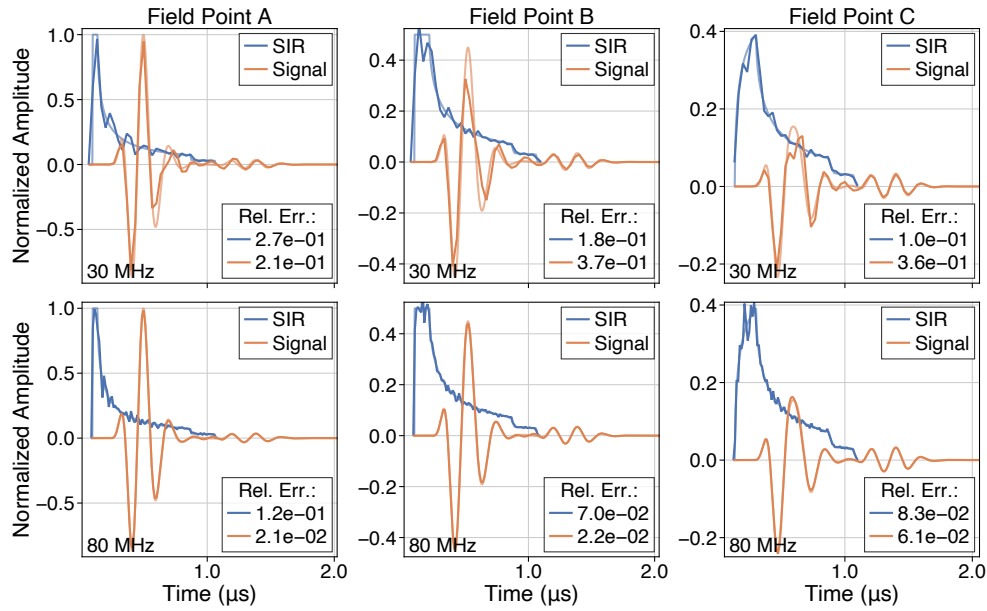 Field Point A
Field Point B
Field Point C
Normalized Amplitude
1.0
0.5
0.0
−0.5
SIR
Signal
Rel. Err.:
2.7e−01
2.1e−01
30 MHz
0.4
0.2
0.0
−0.2
−0.4
SIR
Signal
Rel. Err.:
1.8e−01
3.7e−01
30 MHz
0.4
0.2
0.0
−0.2
SIR
Signal
Rel. Err.:
1.0e−01
3.6e−01
30 MHz
Normalized Amplitude
1.0
0.5
0.0
−0.5
SIR
Signal
Rel. Err.:
1.2e−01
2.1e−02
80 MHz
1.0
2.0
Time (μs)
0.4
0.2
0.0
−0.2
−0.4
SIR
Signal
Rel. Err.:
7.0e−02
2.2e−02
80 MHz
1.0
2.0
Time (μs)
0.4
0.2
0.0
−0.2
SIR
Signal
Rel. Err.:
8.3e−02
6.1e−02
80 MHz
1.0
2.0
Time (μs)